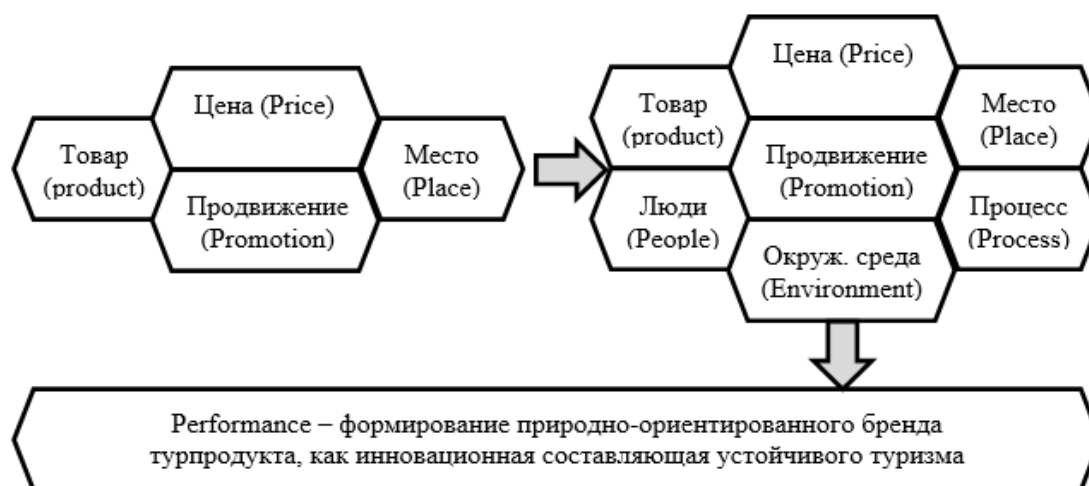 Цена (Price)
Товар
(product)
Место
(Place)
Продвижение
(Promotion)
Цена (Price)
Товар
(product)
Место
(Place)
Продвижение
(Promotion)
Люди
(People)
Процесс
(Process)
Окруж. среда
(Environment)
Performance – формирование природно-ориентированного бренда
турпродукта, как инновационная составляющая устойчивого туризма